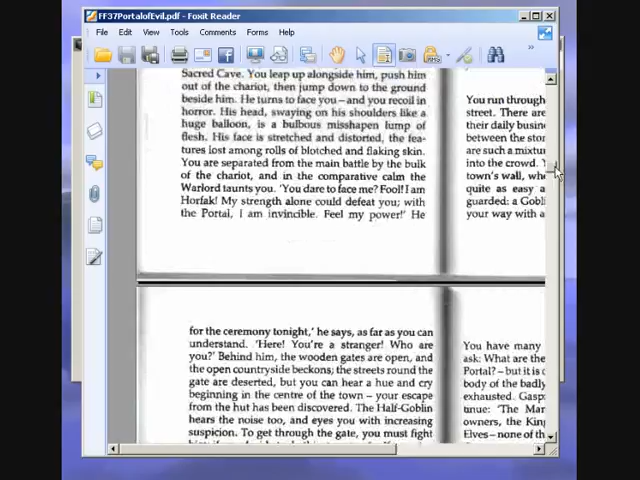 FF37PortalofEvil.pdf - Foxit Reader
File Edit View Tools Comments Forms Help
Sacred Cave. You leap up alongside him, push him
out of the chariot, then jump down to the ground
beside him. He turns to face you – and you recoil in
horror. His head, swaying on his shoulders like a
huge balloon, is a bulbous misshapen lump of
flesh. His face is stretched and distorted, the fea-
tures lost among rolls of blotched and flaking skin.
You are separated from the main battle by the bulk
of the chariot, and in the comparative calm the
Warlord taunts you. 'You dare to face me? Fool! I am
Horfak! My strength alone could defeat you; with
the Portal, I am invincible. Feel my power!' He
You run through
street. There are
their daily busin
between the sto
are such a mixtu
into the crowd.
town's wall, whe
quite as easy a
guarded: a Gobl
your way with a
for the ceremony tonight,' he says, as far as you can
understand. 'Here! You're a stranger! Who are
you?' Behind him, the wooden gates are open, and
the open countryside beckons; the streets round the
gate are deserted, but you can hear a hue and cry
beginning in the centre of the town – your escape
from the hut has been discovered. The Half-Goblin
hears the noise too, and eyes you with increasing
suspicion. To get through the gate, you must fight
You have many
ask: What are the
Portal? – but it is
body of the badly
exhausted. Gasp
tinue: 'The Mar
owners, the King
Elves – none of th